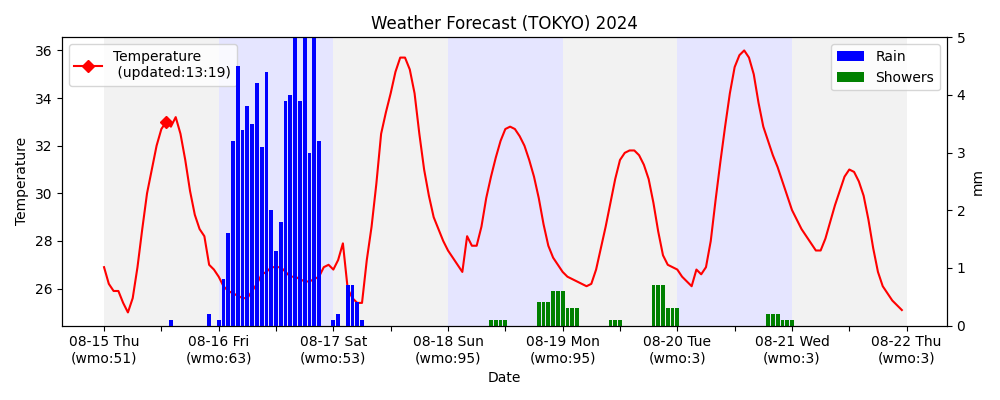 Weather Forecast (TOKYO) 2024
Temperature
(updated:13:19)
Rain
Showers
Temperature
36
34
32
30
28
26
mm
5
4
3
2
1
0
08-15 Thu
(wmo:51)
08-16 Fri
(wmo:63)
08-17 Sat
(wmo:53)
08-18 Sun
(wmo:95)
08-19 Mon
(wmo:95)
08-20 Tue
(wmo:3)
08-21 Wed
(wmo:3)
08-22 Thu
(wmo:3)
Date